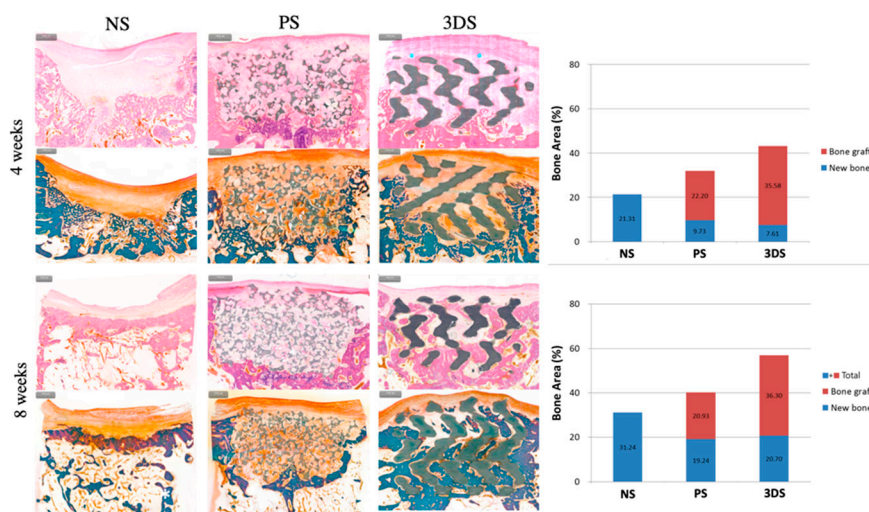 NS PS 3DS
4 weeks
8 weeks
Bone Area (%)
80
60
40
20
0
21.31
22.20
9.73
35.58
7.61
NS PS 3DS
Bone graft
New bone
Bone Area (%)
80
60
40
20
0
31.24
20.93
19.24
36.30
20.70
NS PS 3DS
+ Total
Bone graft
New bone